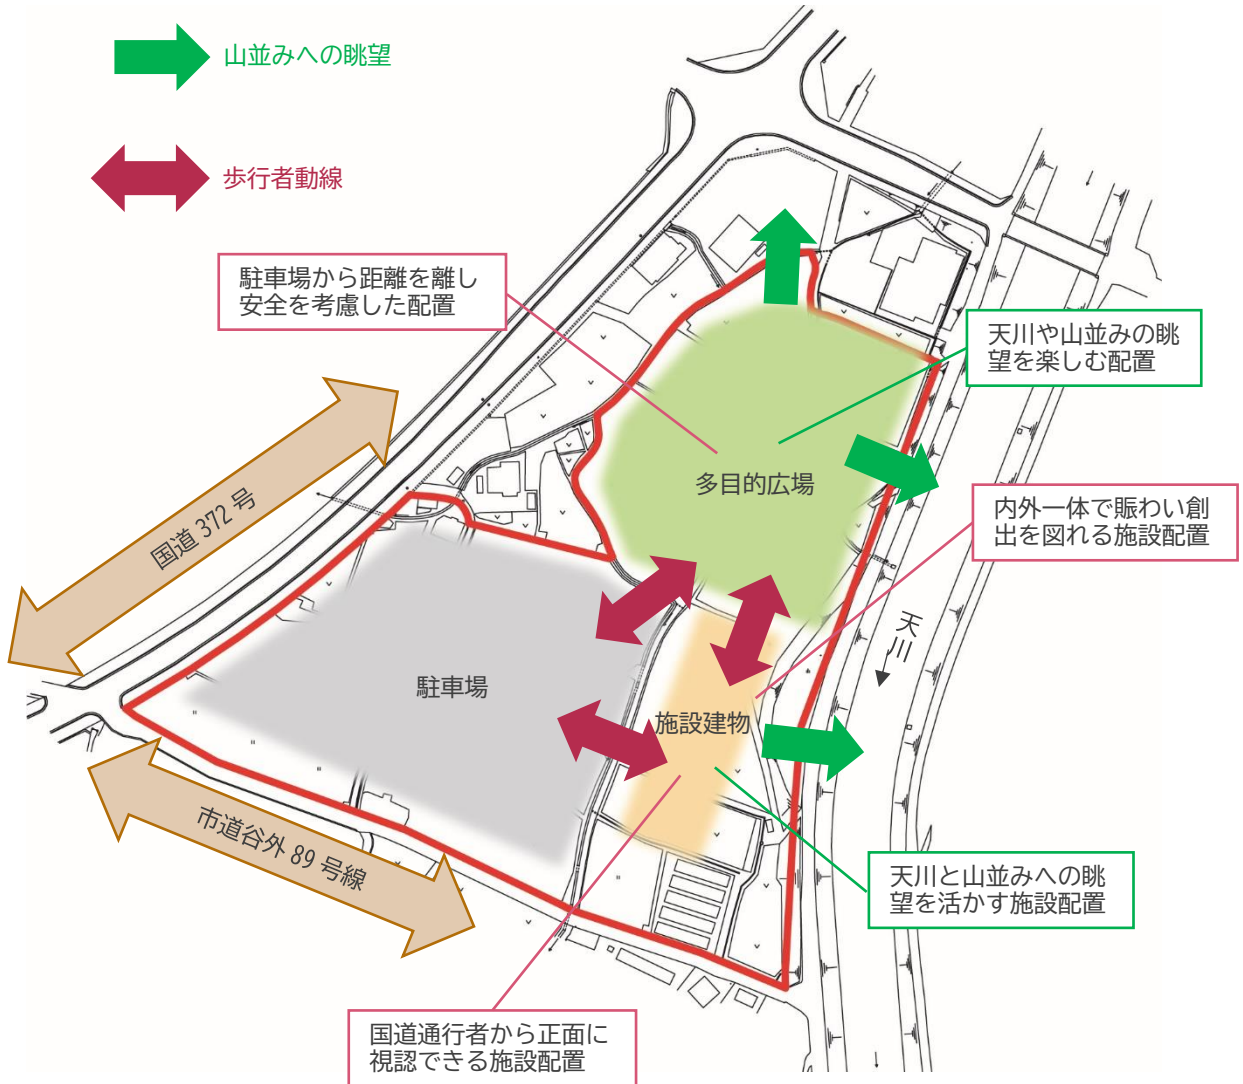 山並みへの眺望
歩行者動線
駐車場から距離を離し
安全を考慮した配置
天川や山並みの眺
望を楽しむ配置
多目的広場
内外一体で賑わい創
出を図れる施設配置
国道 372 号
天川
駐車場
施設建物
市道谷外 89 号線
天川と山並みへの眺
望を活かす施設配置
国道通行者から正面に
視認できる施設配置